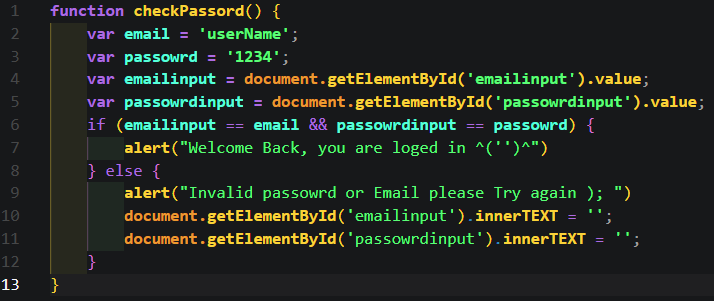 1 function checkPassord() {
2 var email = 'userName';
3 var passowrd = '1234';
4 var emailinput = document.getElementById('emailinput').value;
5 var passowrdinput = document.getElementById('passowrdinput').value;
6 if (emailinput == email && passowrdinput == passowrd) {
7 alert("Welcome Back, you are loged in ^('')^")
8 } else {
9 alert("Invalid passowrd or Email please Try again ); ")
10 document.getElementById('emailinput').innerTEXT = '';
11 document.getElementById('passowrdinput').innerTEXT = '';
12 }
13 }